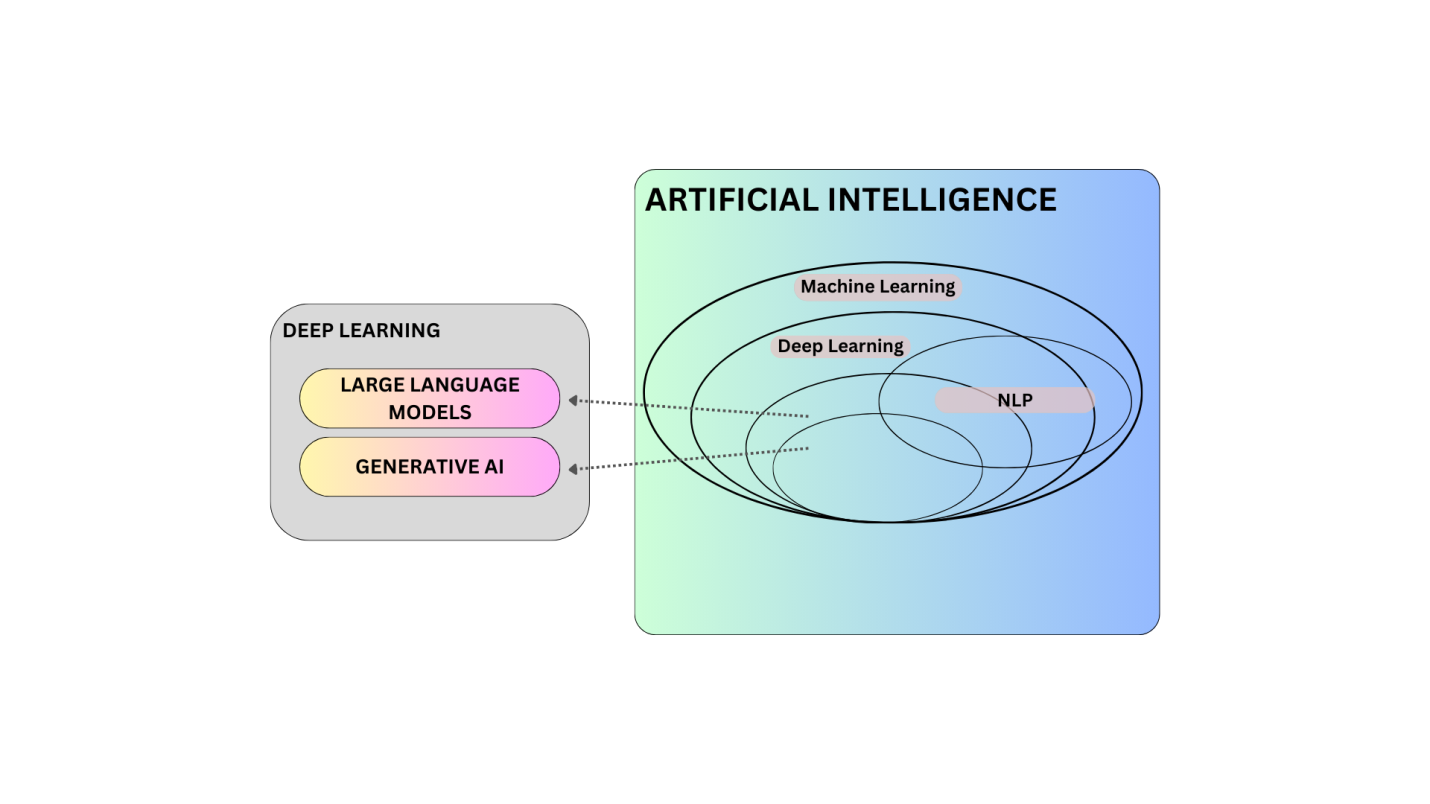 ARTIFICIAL INTELLIGENCE
Machine Learning
Deep Learning
NLP
DEEP LEARNING
LARGE LANGUAGE
MODELS
GENERATIVE AI